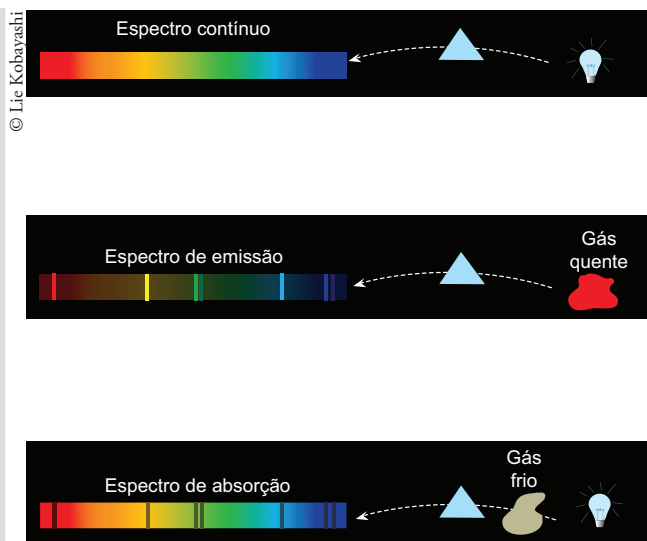 © Lie Kobayashi
Espectro contínuo
Espectro de emissão
Gás
quente
Espectro de absorção
Gás
frio